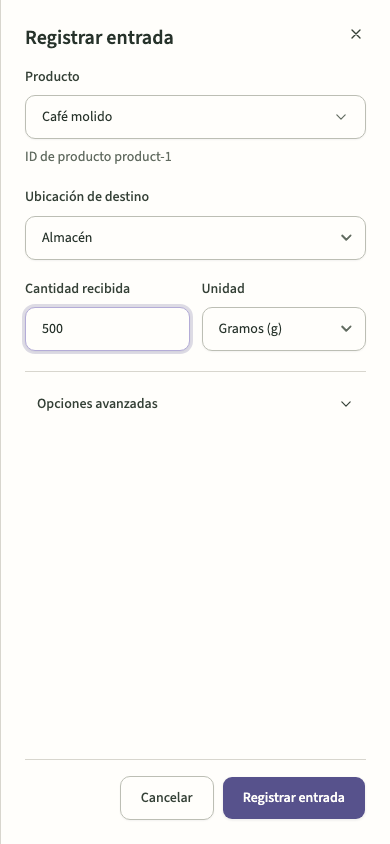 Registrar entrada
Producto
Café molido
ID de producto product-1
Ubicación de destino
Almacén
Cantidad recibida Unidad
500 Gramos (g)
Opciones avanzadas
Cancelar Registrar entrada